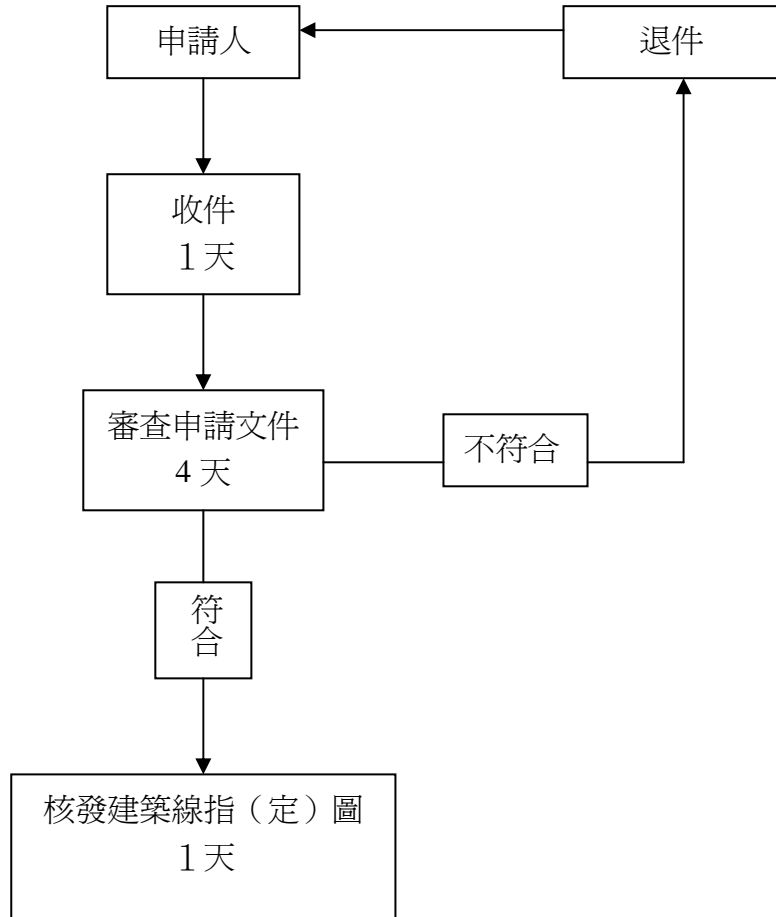 申請人
退件
收件
１天
審查申請文件
4 天
不符合
符
合
核發建築線指（定）圖
１天